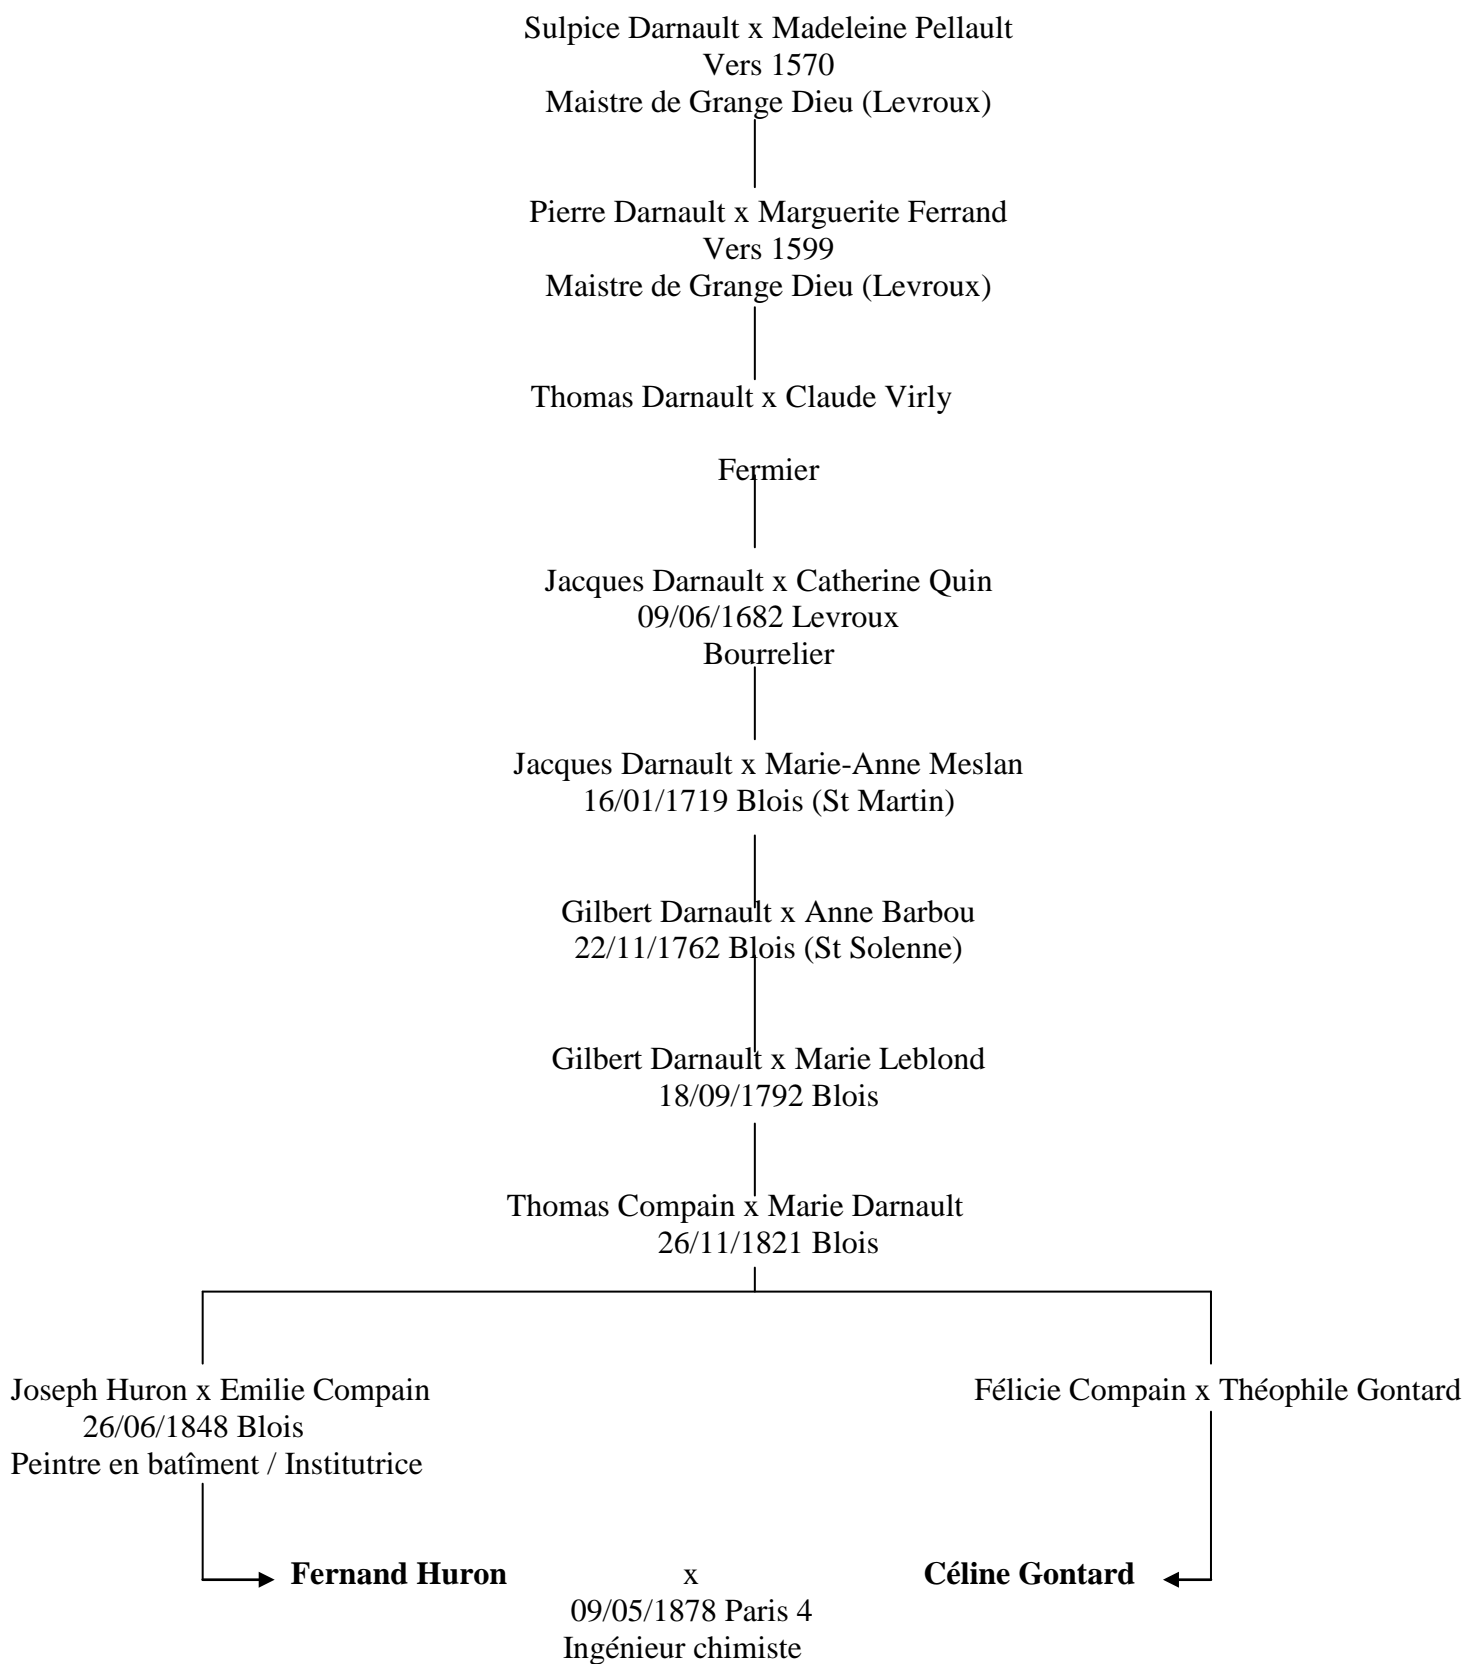 Sulpice Darnault x Madeleine Pellault
Vers 1570
Maistre de Grange Dieu (Levroux)
Pierre Darnault x Marguerite Ferrand
Vers 1599
Maistre de Grange Dieu (Levroux)
Thomas Darnault x Claude Virly
Fermier
Jacques Darnault x Catherine Quin
09/06/1682 Levroux
Bourrelier
Jacques Darnault x Marie-Anne Meslan
16/01/1719 Blois (St Martin)
Gilbert Darnault x Anne Barbou
22/11/1762 Blois (St Solenne)
Gilbert Darnault x Marie Leblond
18/09/1792 Blois
Thomas Compain x Marie Darnault
26/11/1821 Blois
Joseph Huron x Emilie Compain
26/06/1848 Blois
Peintre en batîment / Institutrice
Félicie Compain x Théophile Gontard
Fernand Huron x Céline Gontard
09/05/1878 Paris 4
Ingénieur chimiste